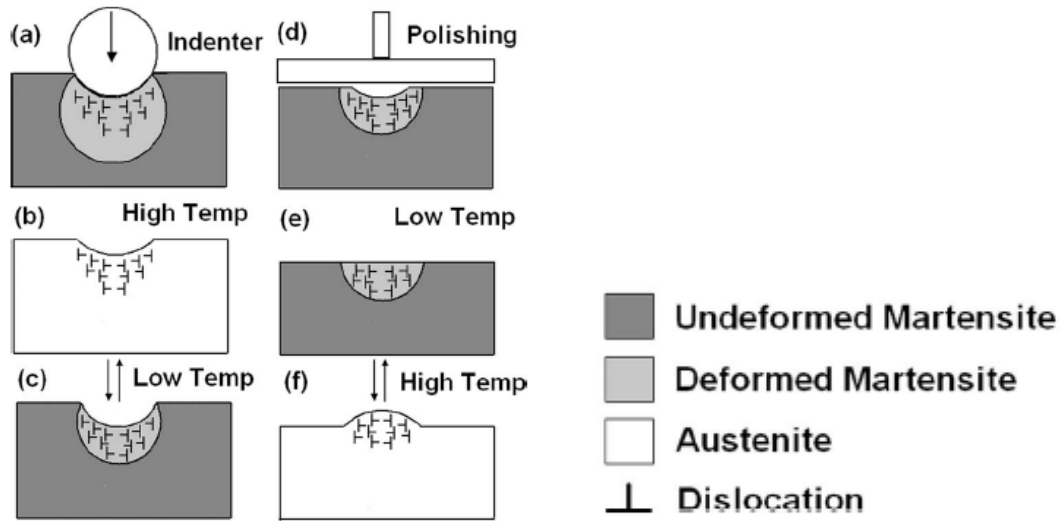 (a)
Indenter
(d)
Polishing
(b)
High Temp
(e)
Low Temp
(c)
Low Temp
(f)
High Temp
Undeformed Martensite
Deformed Martensite
Austenite
Dislocation